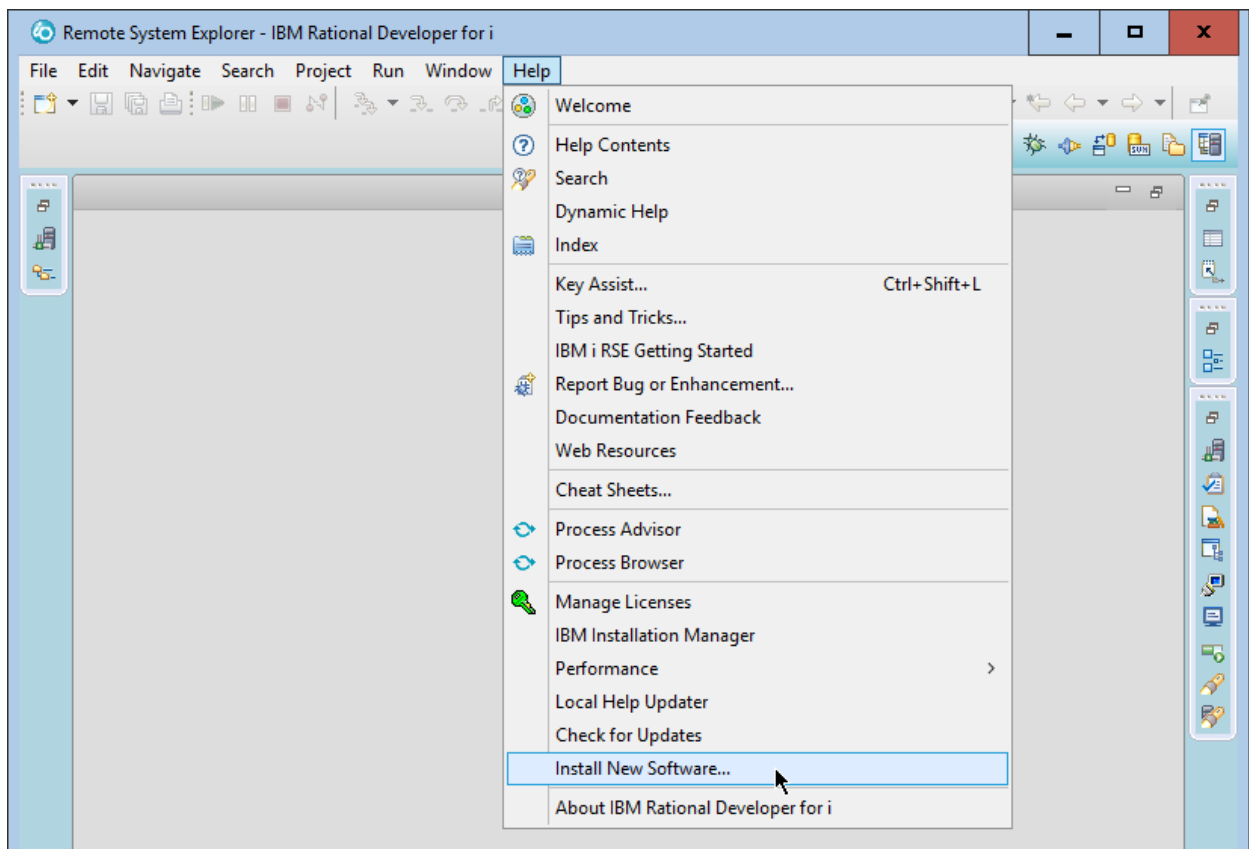 Remote System Explorer - IBM Rational Developer for i
File Edit Navigate Search Project Run Window Help
Welcome
Help Contents
Search
Dynamic Help
Index
Key Assist... Ctrl+Shift+L
Tips and Tricks...
IBM i RSE Getting Started
Report Bug or Enhancement...
Documentation Feedback
Web Resources
Cheat Sheets...
Process Advisor
Process Browser
Manage Licenses
IBM Installation Manager
Performance
Local Help Updater
Check for Updates
Install New Software...
About IBM Rational Developer for i